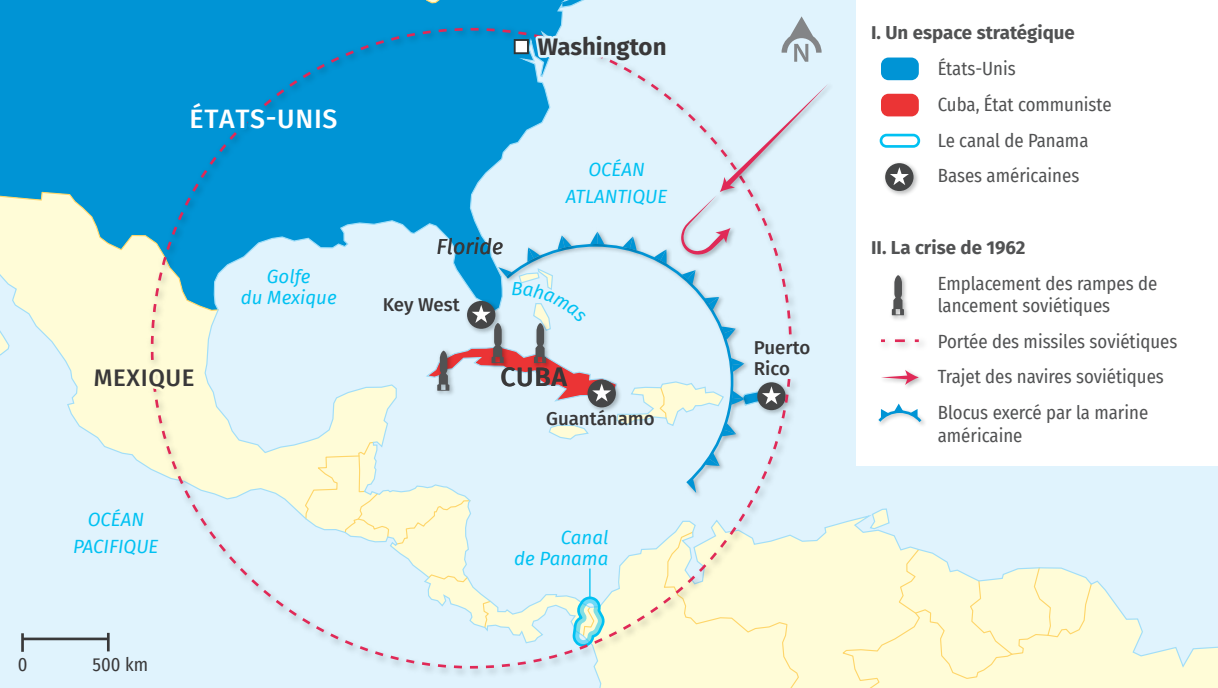 Washington
N
ÉTATS-UNIS
OCÉAN
ATLANTIQUE
Floride
Golfe
du Mexique
Bahamas
Key West
Puerto
Rico
MEXIQUE
CUBA
Guantánamo
OCÉAN
PACIFIQUE
Canal
de Panama
0 500 km
I. Un espace stratégique
États-Unis
Cuba, État communiste
Le canal de Panama
Bases américaines
II. La crise de 1962
Emplacement des rampes de
lancement soviétiques
Portée des missiles soviétiques
Trajet des navires soviétiques
Blocus exercé par la marine
américaine